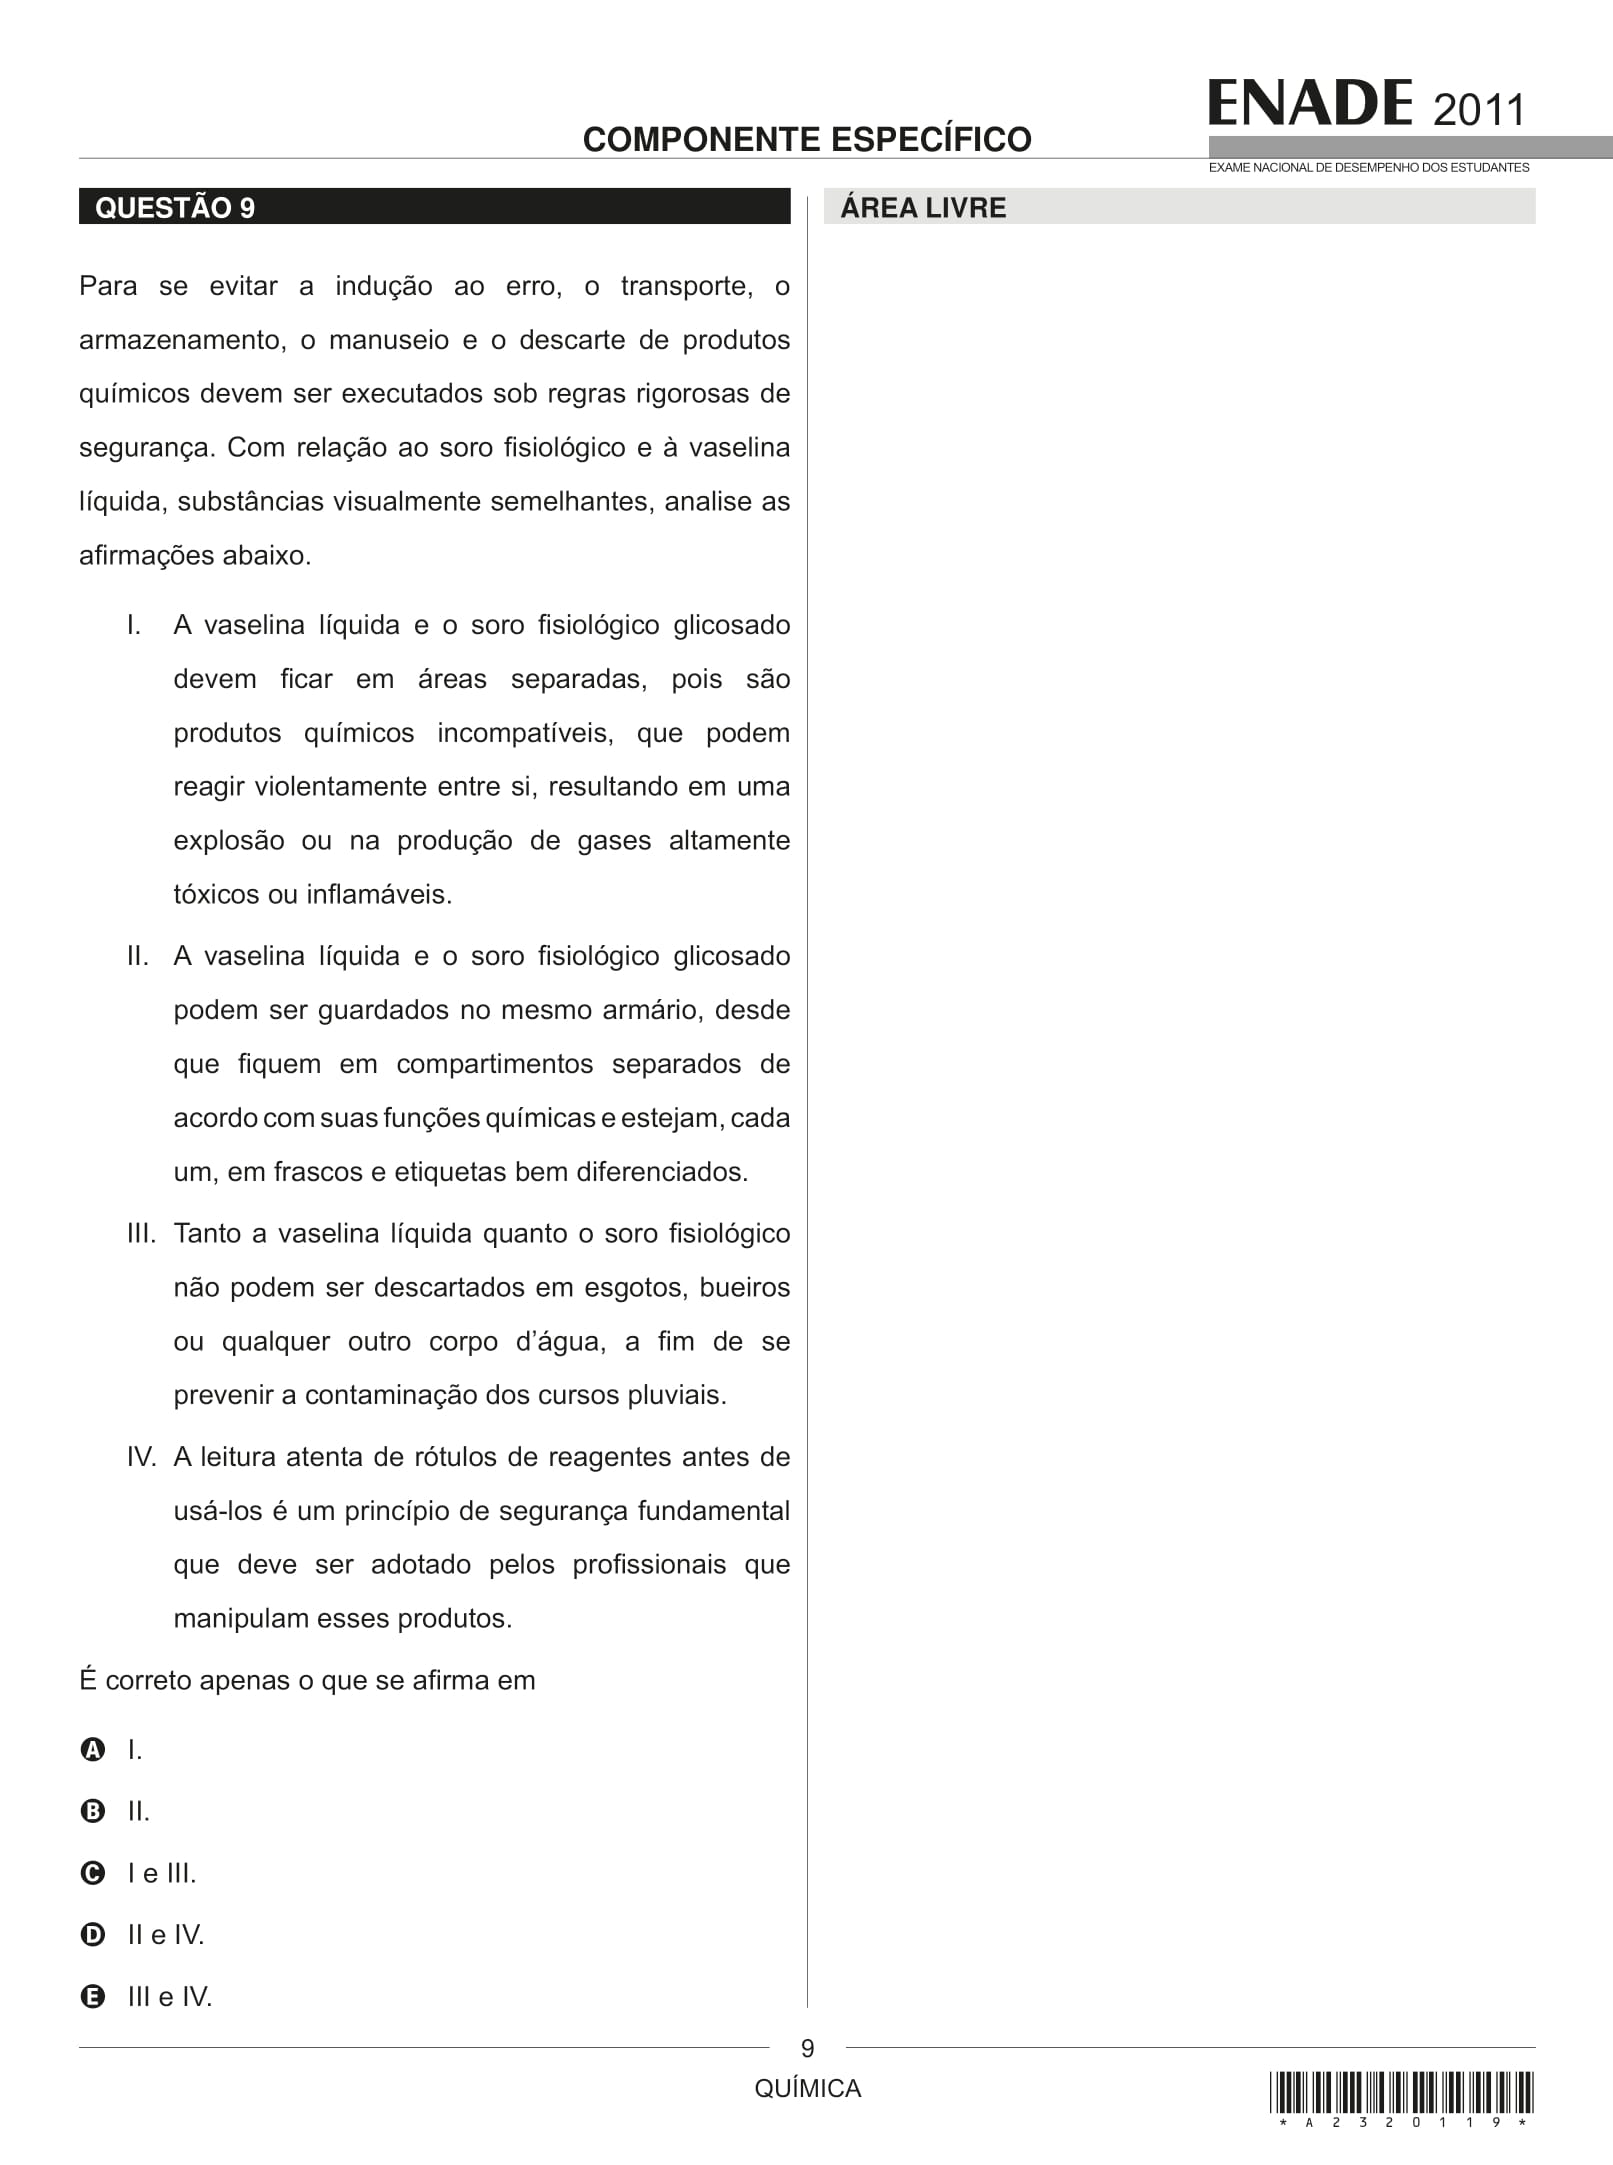 ENADE 2011
COMPONENTE ESPECÍFICO
EXAME NACIONAL DE DESEMPENHO DOS ESTUDANTES
QUESTÃO 9
Para se evitar a indução ao erro, o transporte, o
armazenamento, o manuseio e o descarte de produtos
químicos devem ser executados sob regras rigorosas de
segurança. Com relação ao soro fisiológico e à vaselina
líquida, substâncias visualmente semelhantes, analise as
afirmações abaixo.
I. A vaselina líquida e o soro fisiológico glicosado
devem ficar em áreas separadas, pois são
produtos químicos incompatíveis, que podem
reagir violentamente entre si, resultando em uma
explosão ou na produção de gases altamente
tóxicos ou inflamáveis.
II. A vaselina líquida e o soro fisiológico glicosado
podem ser guardados no mesmo armário, desde
que fiquem em compartimentos separados de
acordo com suas funções químicas e estejam, cada
um, em frascos e etiquetas bem diferenciados.
III. Tanto a vaselina líquida quanto o soro fisiológico
não podem ser descartados em esgotos, bueiros
ou qualquer outro corpo d’água, a fim de se
prevenir a contaminação dos cursos pluviais.
IV. A leitura atenta de rótulos de reagentes antes de
usá-los é um princípio de segurança fundamental
que deve ser adotado pelos profissionais que
manipulam esses produtos.
É correto apenas o que se afirma em
A I.
B II.
C I e III.
D II e IV.
E III e IV.
ÁREA LIVRE
9
QUÍMICA
* A 2 3 2 0 1 1 9 *